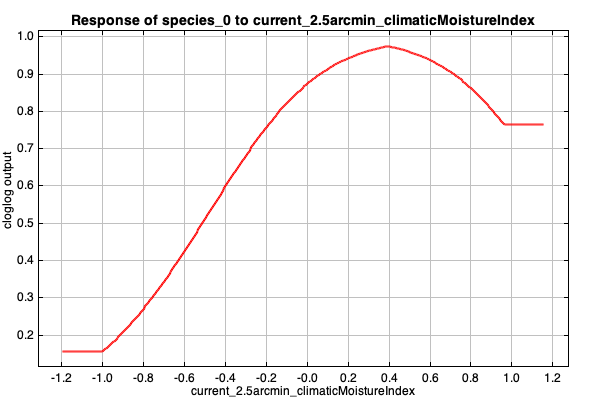 Response of species_0 to current_2.5arcmin_climaticMoistureIndex
1.0
0.9
0.8
0.7
0.6
0.5
0.4
0.3
0.2
cloglog output
-1.2 -1.0 -0.8 -0.6 -0.4 -0.2 -0.0 0.2 0.4 0.6 0.8 1.0 1.2
current_2.5arcmin_climaticMoistureIndex